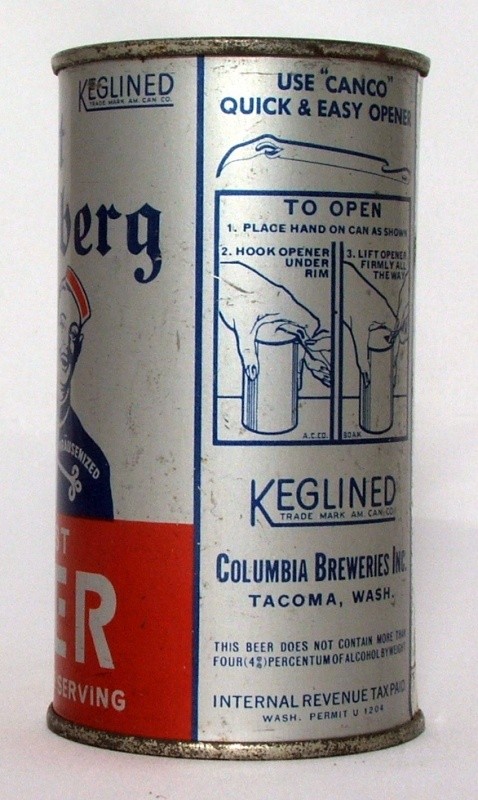 KEGLINED
TRADE MARK AM. CAN CO.
berg
KRAUSENIZED
ER
SERVING
USE "CANCO"
QUICK & EASY OPENER
TO OPEN
1. PLACE HAND ON CAN AS SHOWN
2. HOOK OPENER
UNDER
RIM
3. LIFT OPENER
FIRMLY ALL
THE WAY
A.C.CO.
50AK
KEGLINED
TRADE MARK AM. CAN CO.
COLUMBIA BREWERIES INC.
TACOMA, WASH.
THIS BEER DOES NOT CONTAIN MORE THAN
FOUR (4%) PERCENTUM OF ALCOHOL BY WEIGHT
INTERNAL REVENUE TAX PAID
WASH. PERMIT U 1204